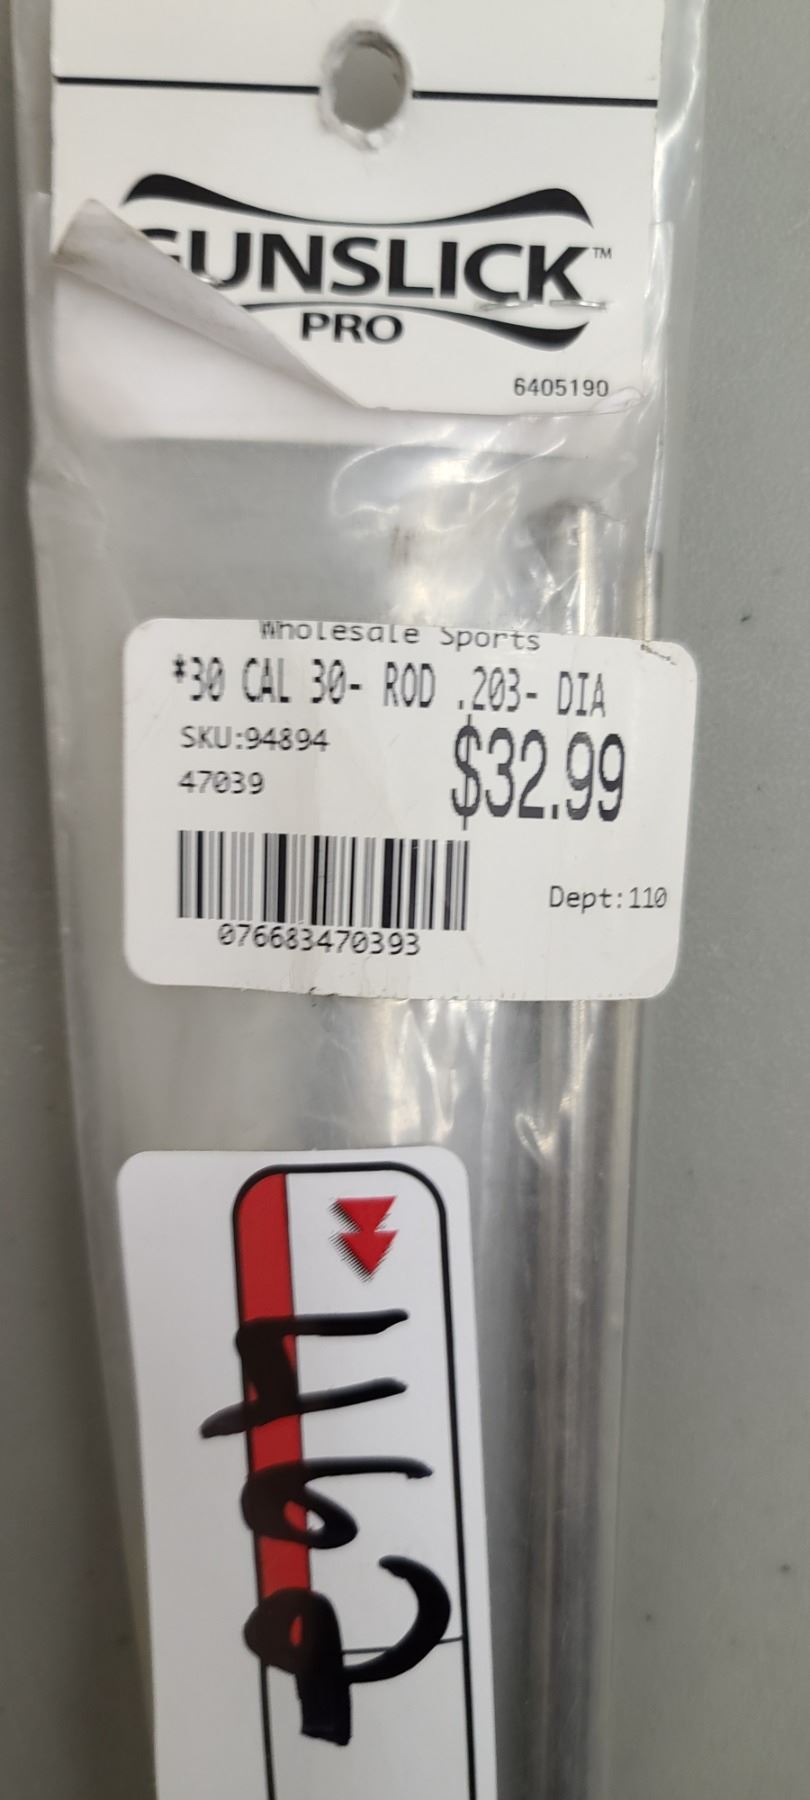 GUNSLICK™
PRO
6405190
Wholesale Sports
*30 CAL 30- ROD .203- DIA
SKU:94894
$32.99
47039
Dept:110
076683470393
1462